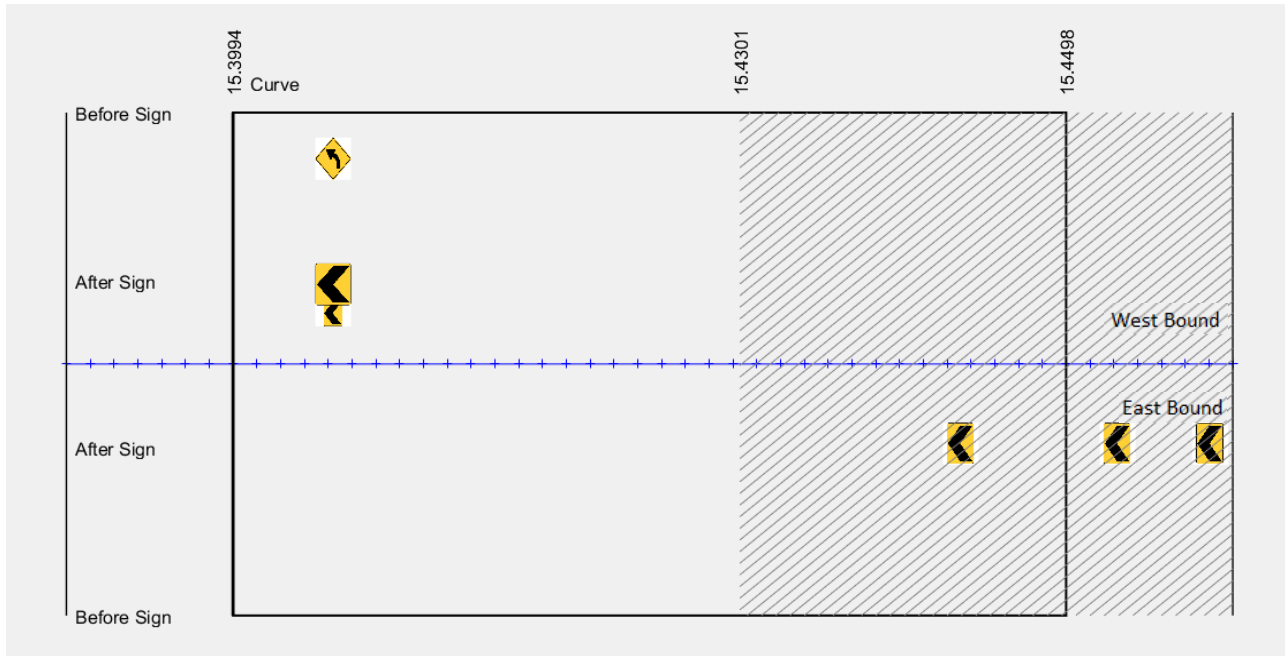 15.3994
15.4301
15.4498
Curve
Before Sign
After Sign
West Bound
East Bound
After Sign
Before Sign